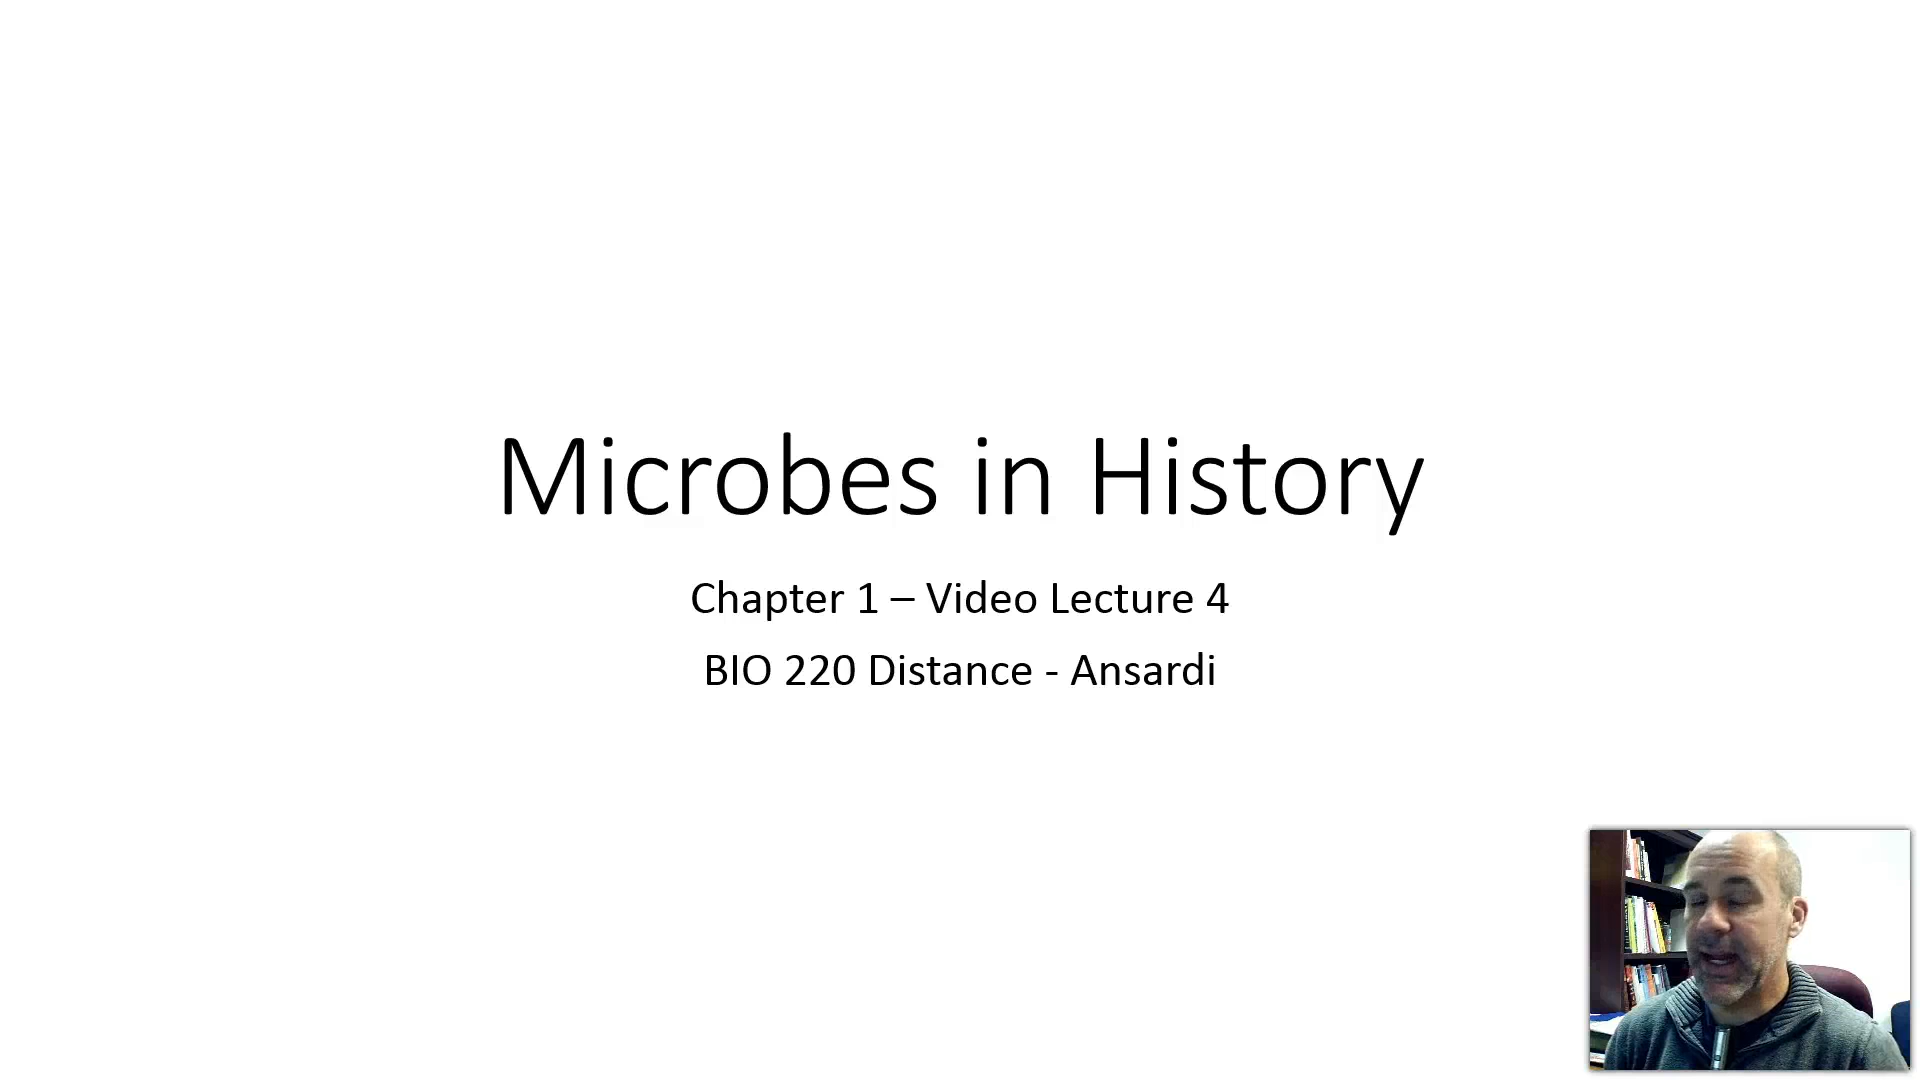 Microbes in History
Chapter 1 – Video Lecture 4
BIO 220 Distance - Ansardi